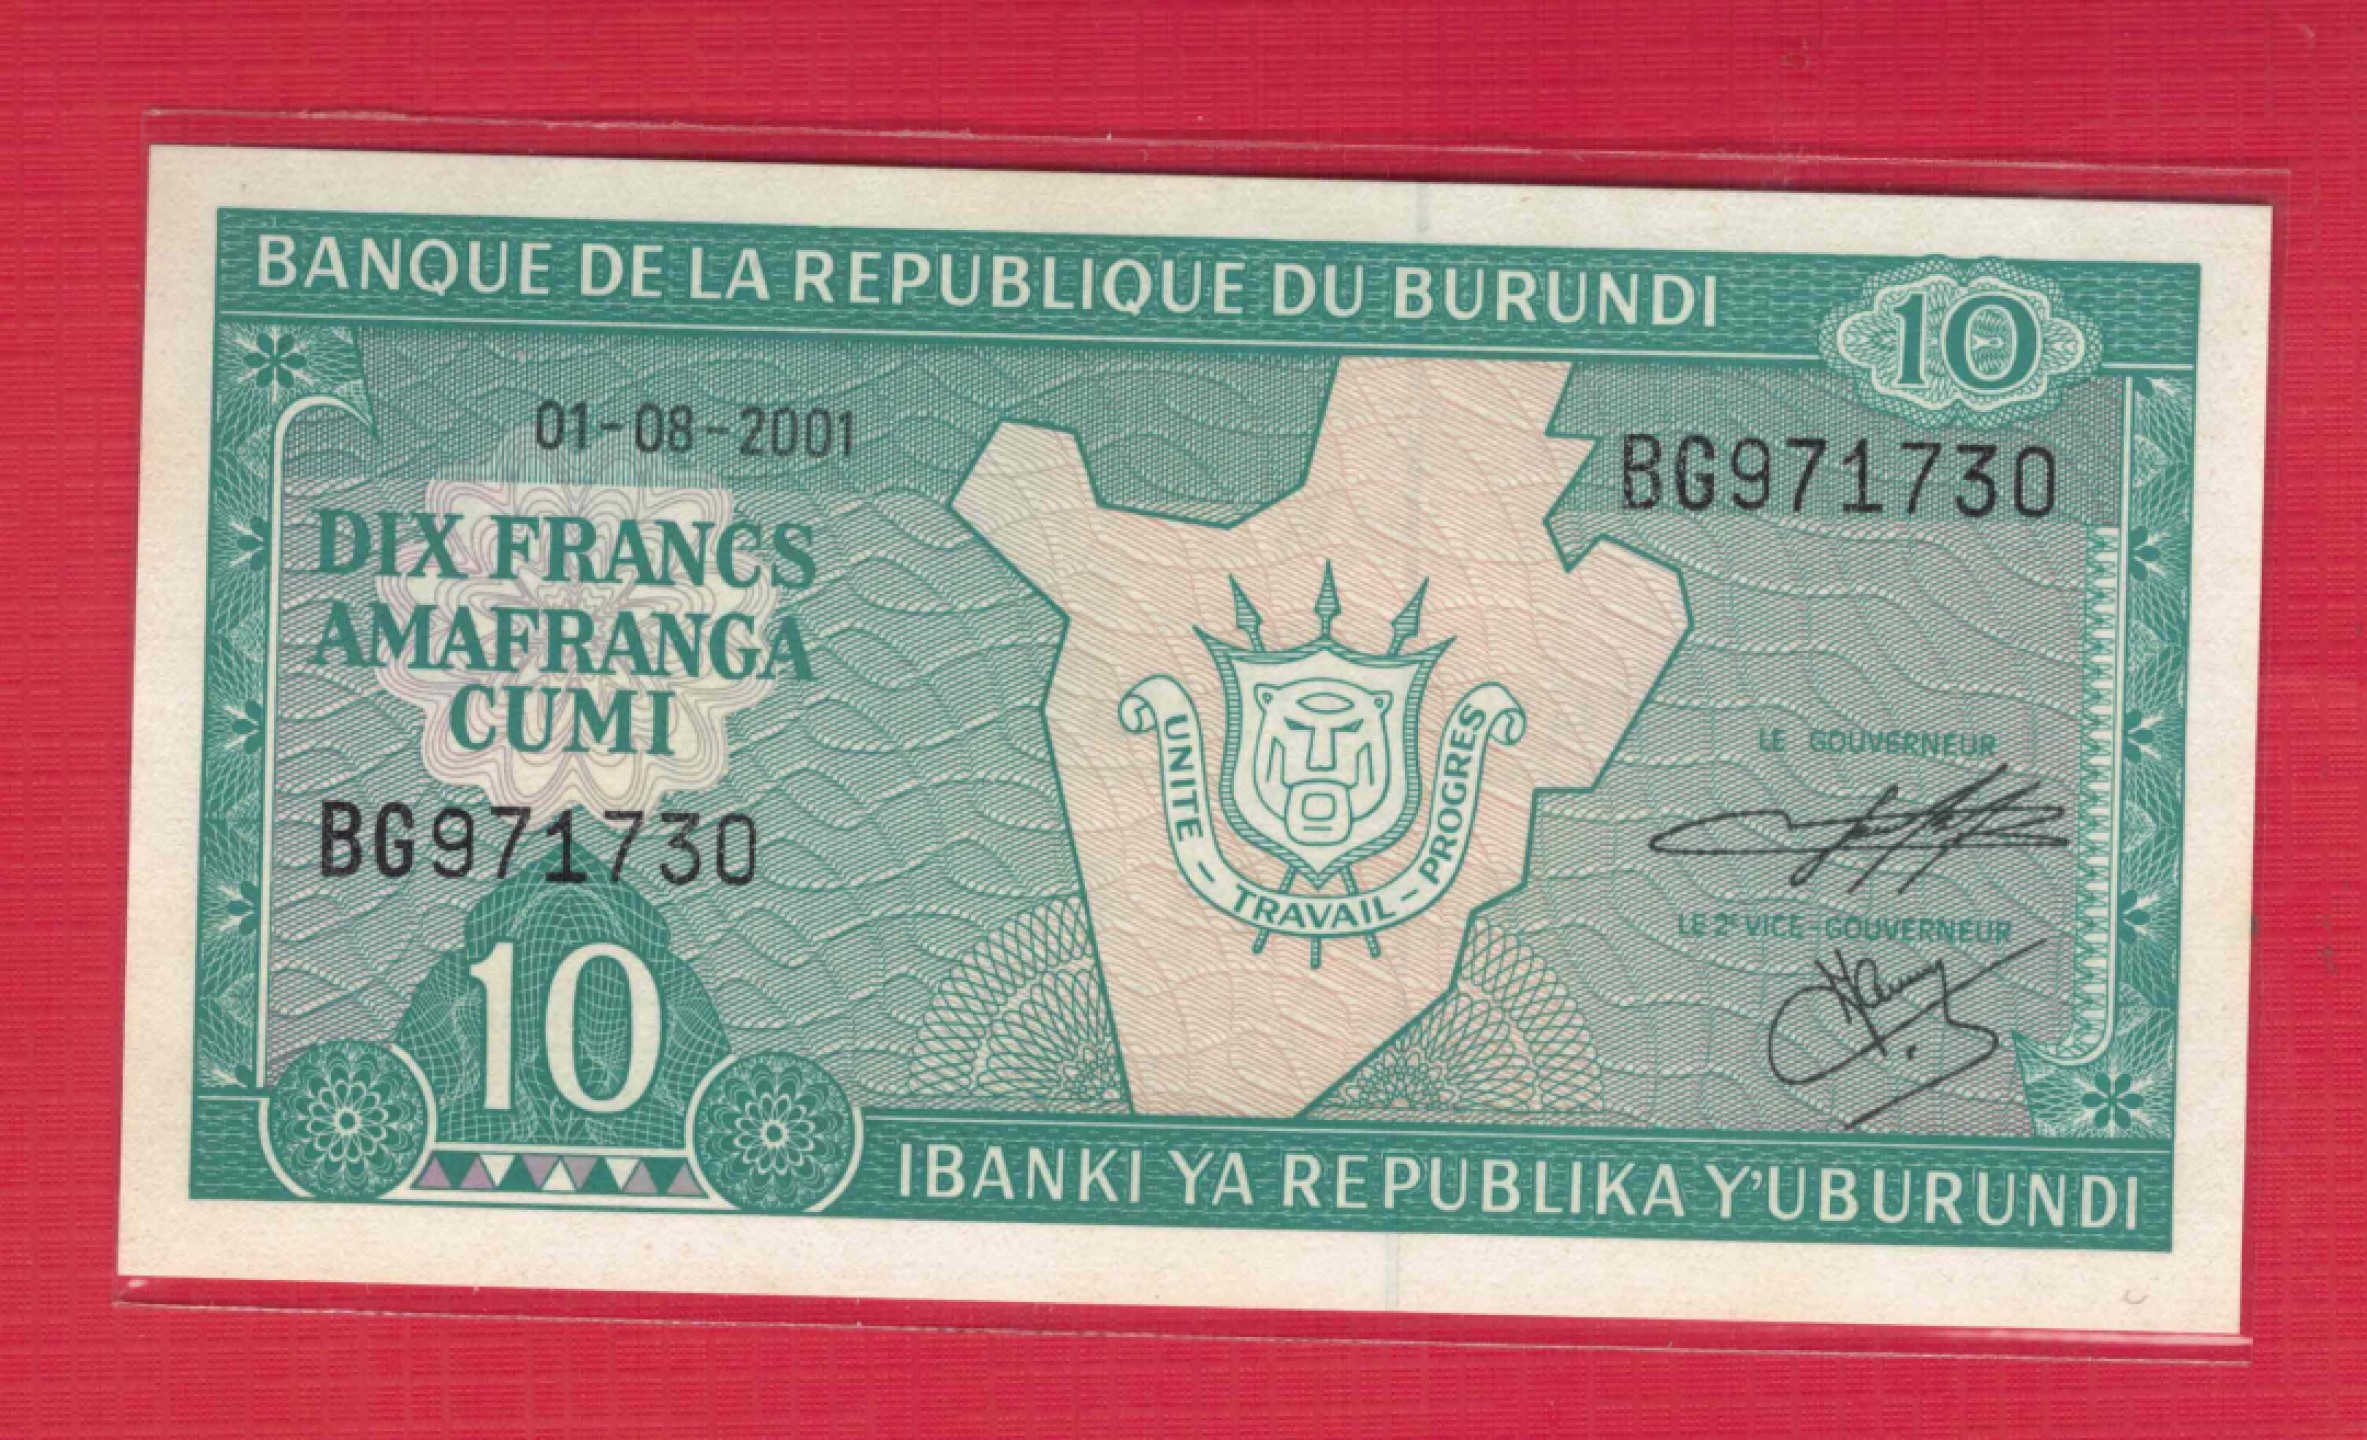 BANQUE DE LA REPUBLIQUE DU BURUNDI
10
01-08-2001
BG971730
DIX FRANCS
AMAFRANGA
CUMI
UNITE - TRAVAIL - PROGRES
LE GOUVERNEUR
BG971730
LE 2e VICE-GOUVERNEUR
10
IBANKI YA REPUBLIKA Y'UBURUNDI